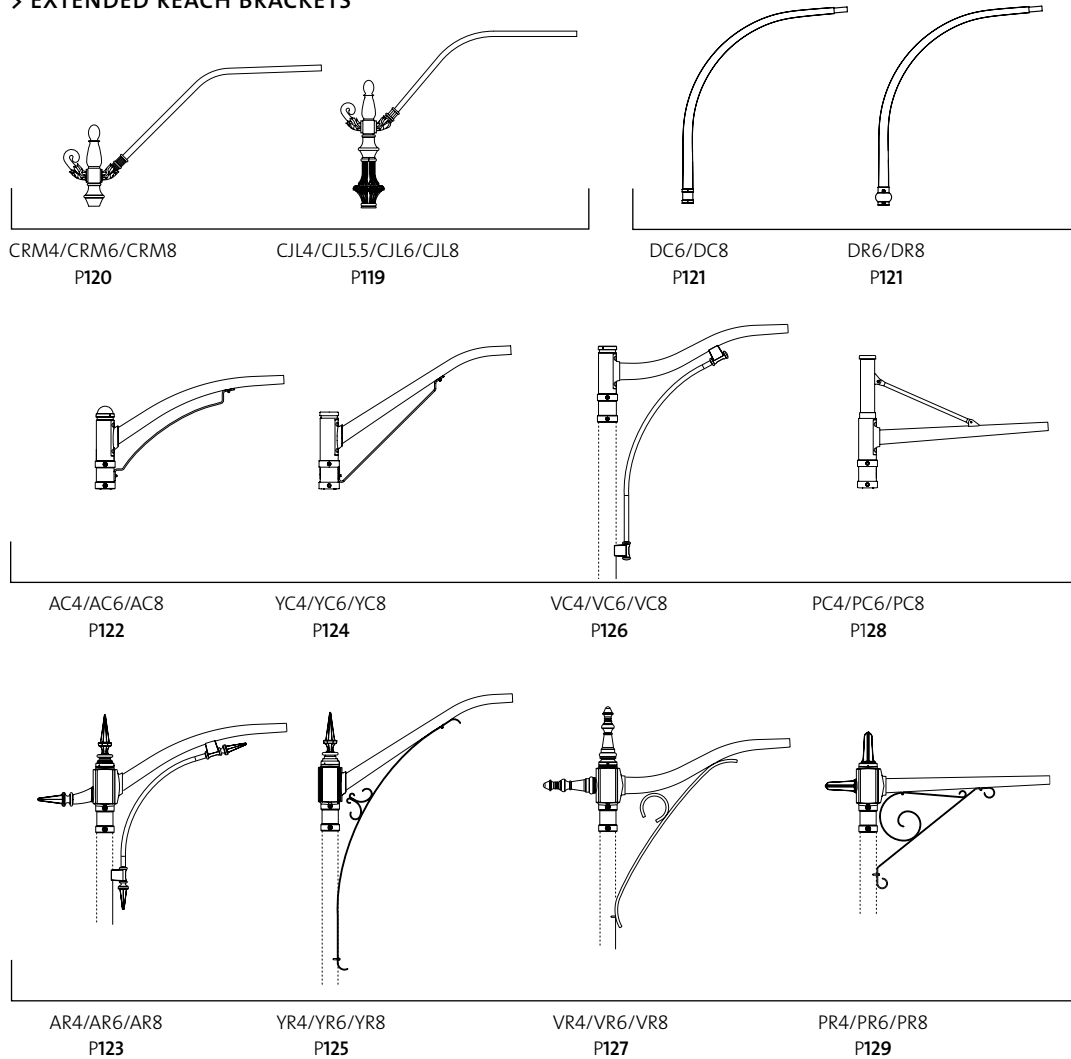 > EXTENDED REACH BRACKETS
CRM4/CRM6/CRM8 CJL4/CJL5.5/CJL6/CJL8 DC6/DC8 DR6/DR8
P120 P119 P121 P121
AC4/AC6/AC8 YC4/YC6/YC8 VC4/VC6/VC8 PC4/PC6/PC8
P122 P124 P126 P128
AR4/AR6/AR8 YR4/YR6/YR8 VR4/VR6/VR8 PR4/PR6/PR8
P123 P125 P127 P129